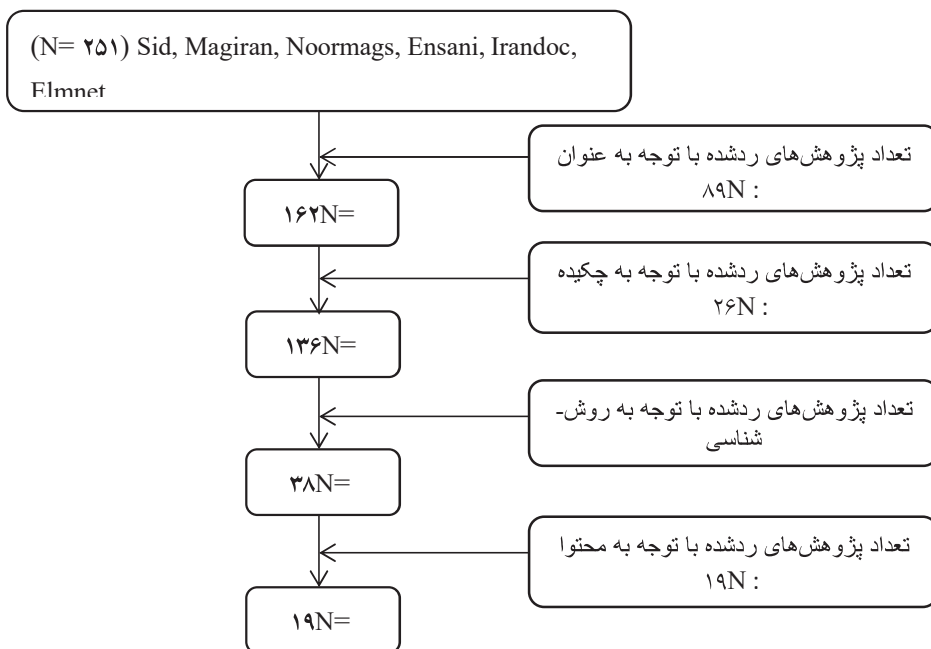 (N= ۲۵۱) Sid, Magiran, Noormags, Ensani, Irandoc,
Elmnet
تعداد پژوهش‌های ردشده با توجه به عنوان
۸۹N :
۱۶۲N=
تعداد پژوهش‌های ردشده با توجه به چکیده
۲۶N :
۱۳۶N=
تعداد پژوهش‌های ردشده با توجه به روش-
شناسی
۳۸N=
تعداد پژوهش‌های ردشده با توجه به محتوا
۱۹N :
۱۹N=